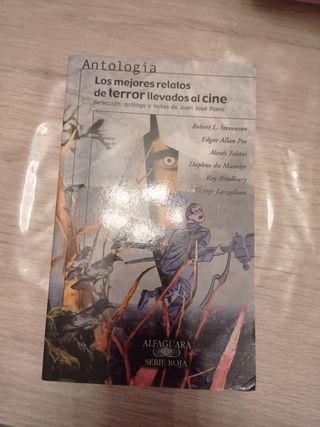 Antología
Los mejores relatos
de terror llevados al cine
Selección, prólogo y notas de Juan José Plans
Robert L. Stevenson
Edgar Allan Poe
Alexéi Tolstoi
Daphne du Maurier
Ray Bradbury
George Langelaan
ALFAGUARA
SERIE ROJA